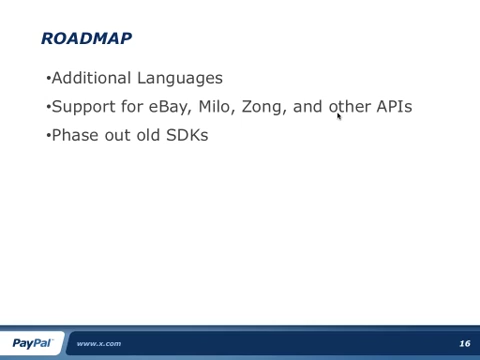 ROADMAP
•Additional Languages
•Support for eBay, Milo, Zong, and other APIs
•Phase out old SDKs
PayPal
www.x.com
16